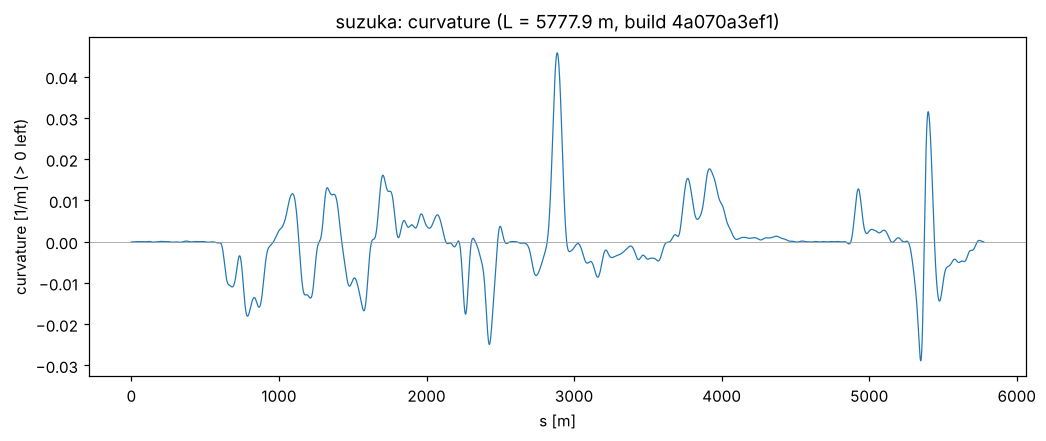 suzuka: curvature (L = 5777.9 m, build 4a070a3ef1)
curvature [1/m] (> 0 left)
0.04
0.03
0.02
0.01
0.00
−0.01
−0.02
−0.03
0 1000 2000 3000 4000 5000 6000
s [m]